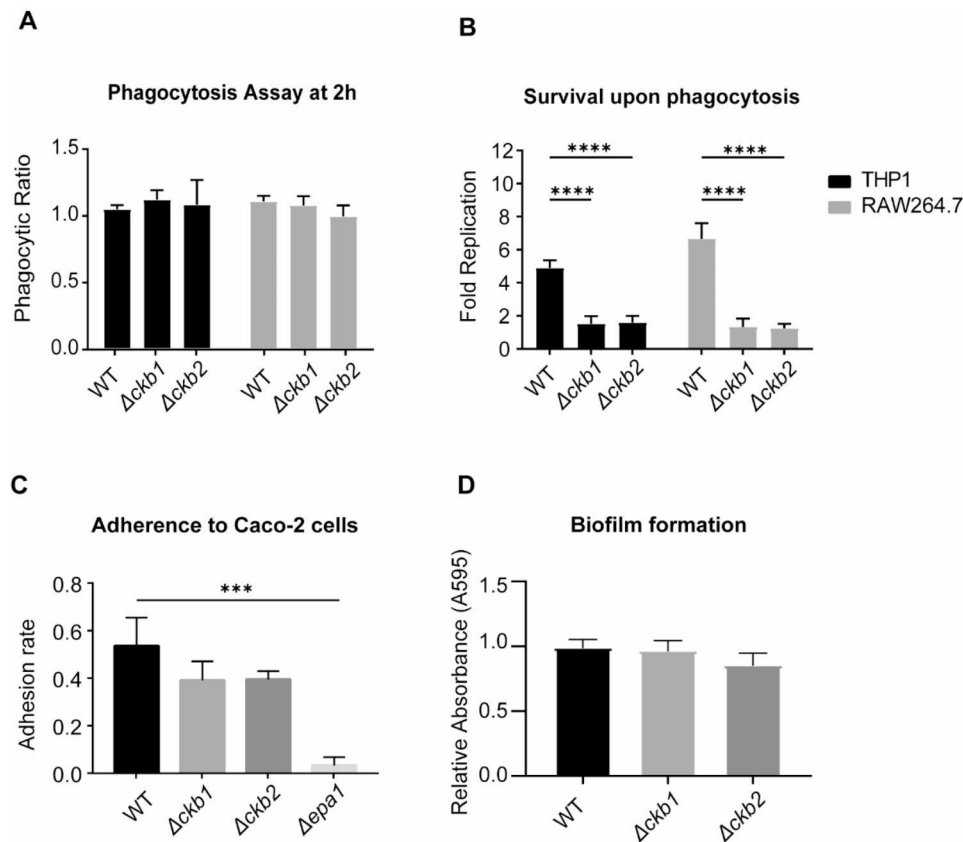 A
Phagocytosis Assay at 2h
Phagocytic Ratio
1.5
1.0
0.5
0.0
WT
Δckb1
Δckb2
WT
Δckb1
Δckb2
B
Survival upon phagocytosis
Fold Replication
12
10
8
6
4
2
0
****
****
****
****
WT
Δckb1
Δckb2
WT
Δckb1
Δckb2
THP1
RAW264.7
C
Adherence to Caco-2 cells
Adhesion rate
0.8
0.6
0.4
0.2
0.0
***
WT
Δckb1
Δckb2
Δepa1
D
Biofilm formation
Relative Absorbance (A595)
1.5
1.0
0.5
0.0
WT
Δckb1
Δckb2